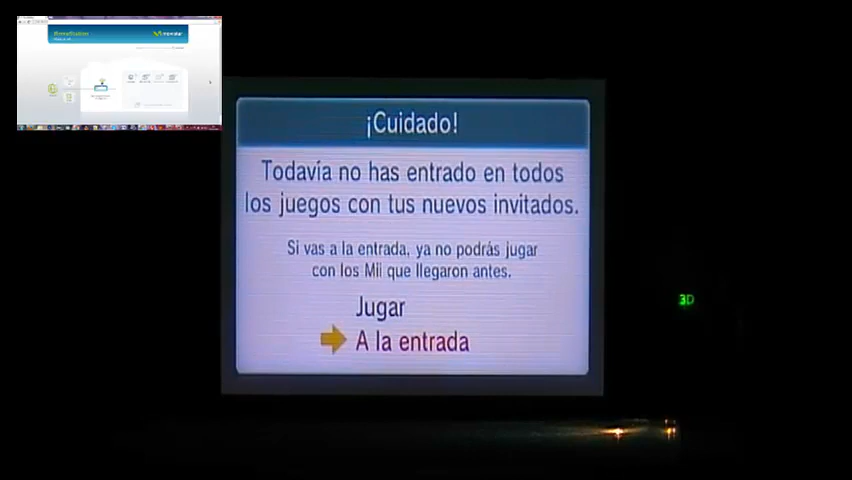 movistar
¡Cuidado!
Todavía no has entrado en todos
los juegos con tus nuevos invitados.
Si vas a la entrada, ya no podrás jugar
con los Mii que llegaron antes.
Jugar
A la entrada
3D